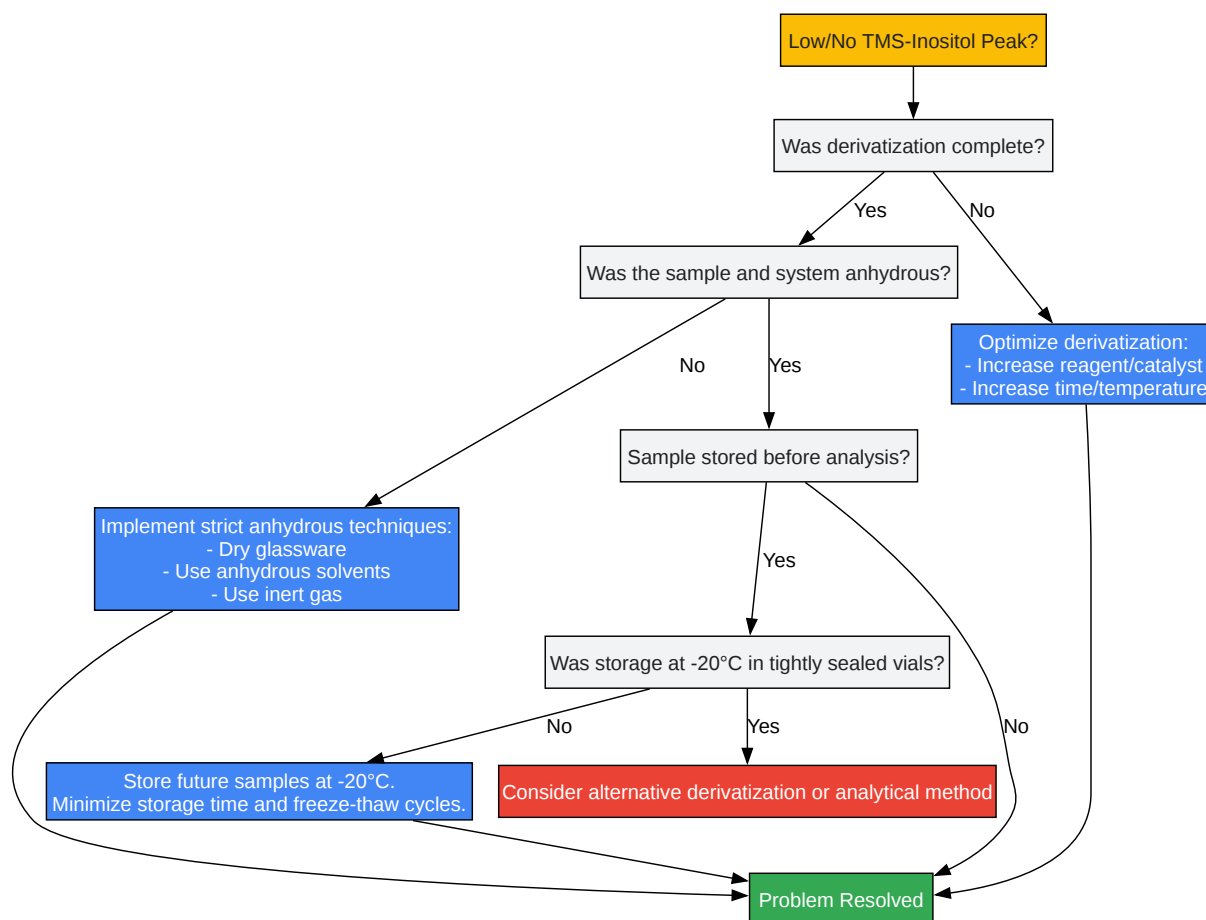 Low/No TMS-Inositol Peak?
Was derivatization complete?
Yes
No
Was the sample and system anhydrous?
Optimize derivatization:
- Increase reagent/catalyst
- Increase time/temperature
No
Yes
Sample stored before analysis?
Implement strict anhydrous techniques:
- Dry glassware
- Use anhydrous solvents
- Use inert gas
Yes
Was storage at -20°C in tightly sealed vials?
No
Yes
No
Store future samples at -20°C.
Minimize storage time and freeze-thaw cycles.
Consider alternative derivatization or analytical method
Problem Resolved